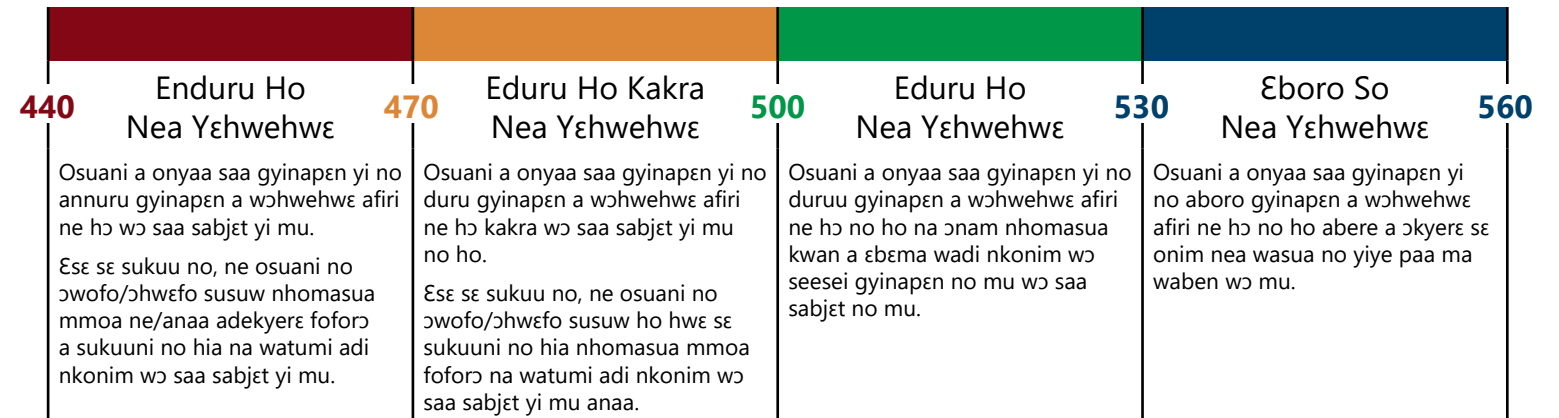 440
Enduru Ho
Nea Yɛhwehwɛ
470
Eduru Ho Kakra
Nea Yɛhwehwɛ
500
Eduru Ho
Nea Yɛhwehwɛ
530
Ɛboro So
Nea Yɛhwehwɛ
560
Osuani a onyaa saa gyinapɛn yi no
annuru gyinapɛn a wɔhwehwɛ afiri
ne hɔ wɔ saa sabjɛt yi mu.
Ɛsɛ sɛ sukuu no, ne osuani no
ɔwofo/ɔhwɛfo susuw nhomasua
mmoa ne/anaa adekyerɛ foforɔ
a sukuuni no hia na watumi adi
nkonim wɔ saa sabjɛt yi mu.
Osuani a onyaa saa gyinapɛn yi no
duru gyinapɛn a wɔhwehwɛ afiri
ne hɔ kakra wɔ saa sabjɛt yi mu
no ho.
Ɛsɛ sɛ sukuu no, ne osuani no
ɔwofo/ɔhwɛfo susuw ho hwɛ sɛ
sukuuni no hia nhomasua mmoa
foforɔ na watumi adi nkonim wɔ
saa sabjɛt yi mu anaa.
Osuani a onyaa saa gyinapɛn yi no
duruu gyinapɛn a wɔhwehwɛ afiri
ne hɔ no ho na ɔnam nhomasua
kwan a ɛbɛma wadi nkonim wɔ
seesei gyinapɛn no mu wɔ saa
sabjɛt no mu.
Osuani a onyaa saa gyinapɛn yi
no aboro gyinapɛn a wɔhwehwɛ
afiri ne hɔ no ho abere a ɔkyerɛ sɛ
onim nea wasua no yiye paa ma
waben wɔ mu.